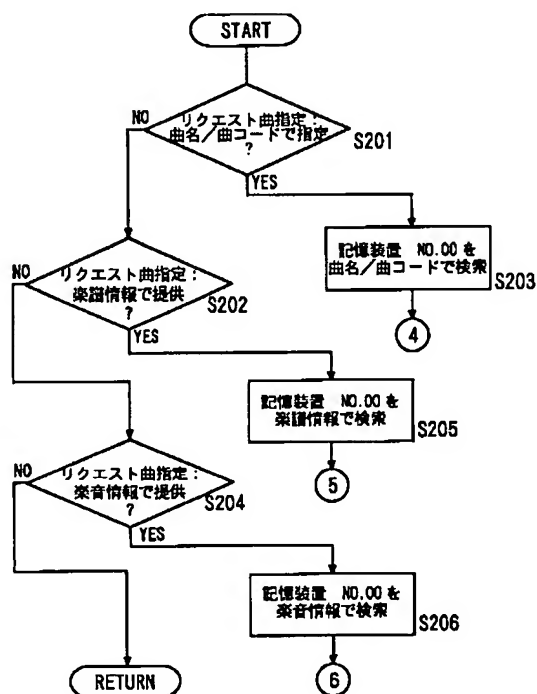 START
リクエスト曲指定：
曲名／曲コードで指定
?
NO
S201
YES
記憶装置 NO.00 を
曲名／曲コードで検索
S203
4
リクエスト曲指定：
楽譜情報で提供
?
NO
S202
YES
記憶装置 NO.00 を
楽譜情報で検索
S205
5
リクエスト曲指定：
楽音情報で提供
?
NO
S204
YES
記憶装置 NO.00 を
楽音情報で検索
S206
6
RETURN